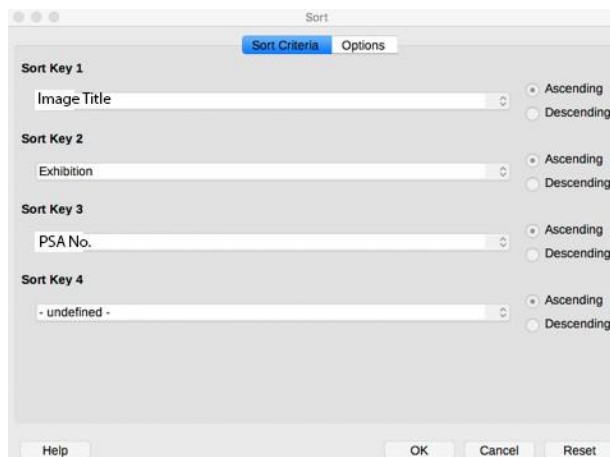 Sort
Sort Criteria Options
Sort Key 1
Image Title
Ascending
Descending
Sort Key 2
Exhibition
Ascending
Descending
Sort Key 3
PSA No.
Ascending
Descending
Sort Key 4
- undefined -
Ascending
Descending
Help OK Cancel Reset